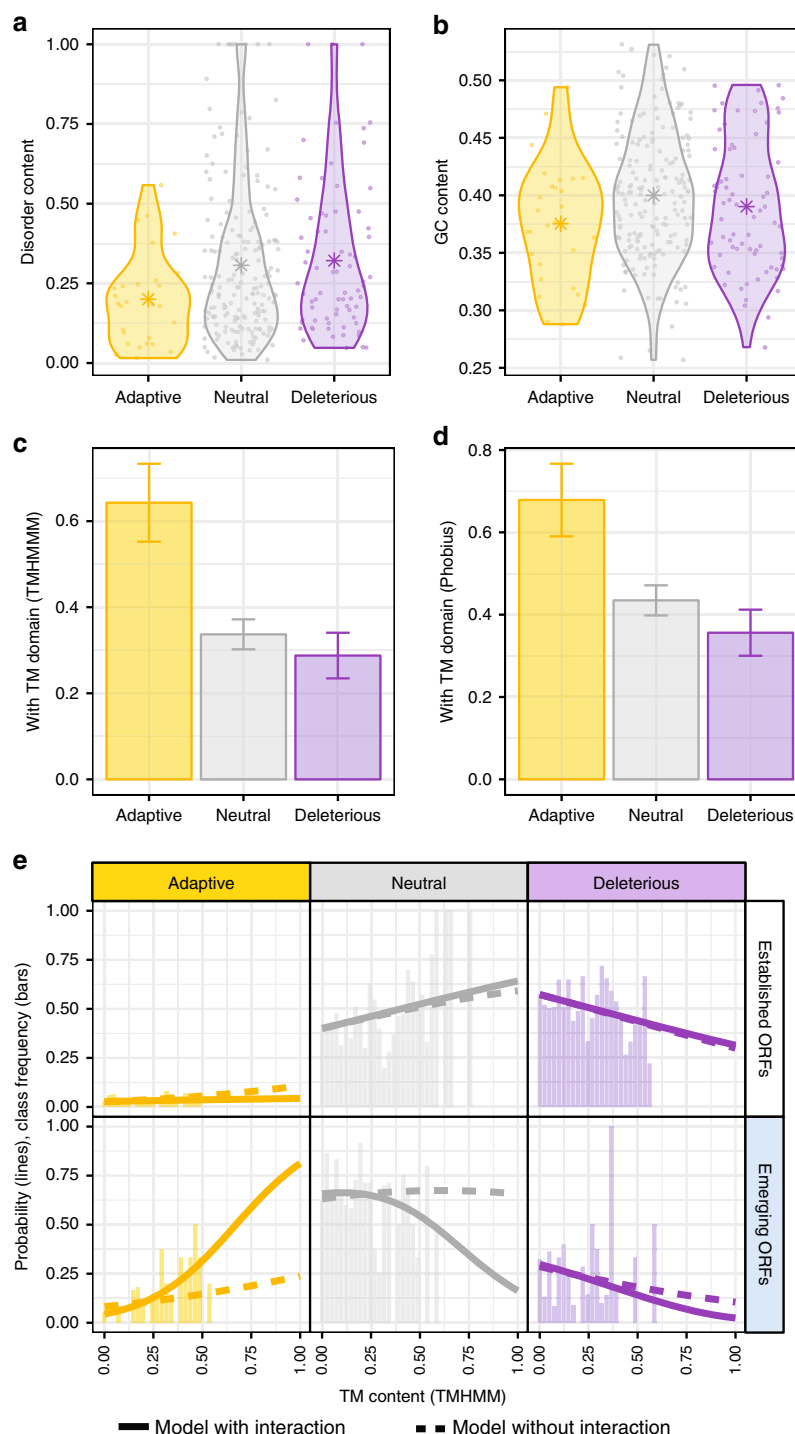 a
Disorder content
1.00
0.75
0.50
0.25
0.00
Adaptive Neutral Deleterious
b
GC content
0.50
0.45
0.40
0.35
0.30
0.25
Adaptive Neutral Deleterious
c
With TM domain (TMHMMM)
0.6
0.4
0.2
0.0
Adaptive Neutral Deleterious
d
With TM domain (Phobius)
0.8
0.6
0.4
0.2
0.0
Adaptive Neutral Deleterious
e
Adaptive Neutral Deleterious
Probability (lines), class frequency (bars)
1.00
0.75
0.50
0.25
0.00
Established ORFs
1.00
0.75
0.50
0.25
0.00
Emerging ORFs
0.00 0.25 0.50 0.75 1.00 0.00 0.25 0.50 0.75 1.00 0.00 0.25 0.50 0.75 1.00
TM content (TMHMM)
Model with interaction Model without interaction